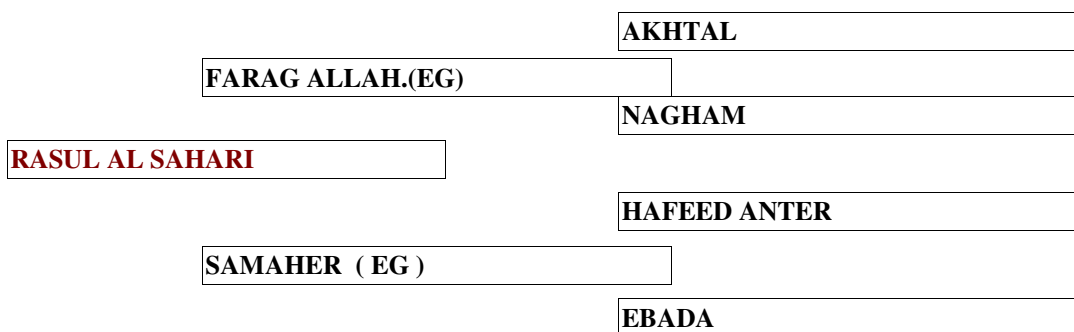 AKHTAL
FARAG ALLAH.(EG)
NAGHAM
RASUL AL SAHARI
HAFEED ANTER
SAMAHER ( EG )
EBADA